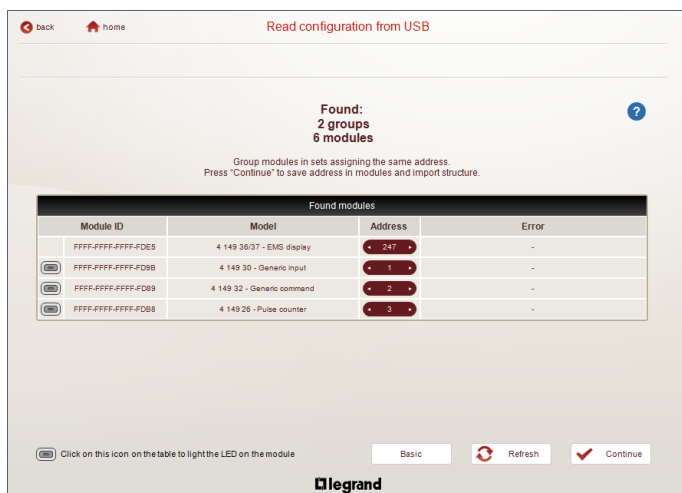 back
home
Read configuration from USB
Found:
2 groups
6 modules
?
Group modules in sets assigning the same address.
Press "Continue" to save address in modules and import structure.
Found modules
Module ID Model Address Error
FFFF-FFFF-FFFF-FDE5 4 149 36/37 - EMS display 247 -
FFFF-FFFF-FFFF-FD9B 4 149 30 - Generic input 1 -
FFFF-FFFF-FFFF-FD89 4 149 32 - Generic command 2 -
FFFF-FFFF-FFFF-FDB8 4 149 26 - Pulse counter 3 -
Click on this icon on the table to light the LED on the module
Basic
Refresh
Continue
legrand